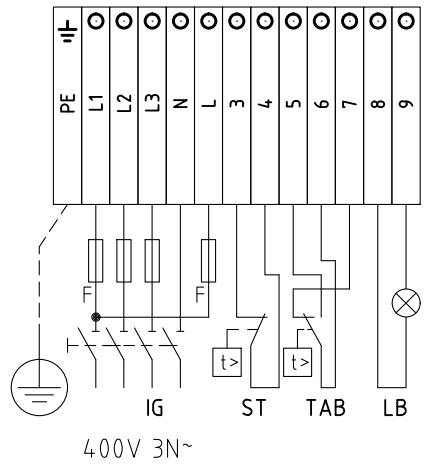 PE L1 L2 L3 N L 3 4 5 6 7 8 9
F F
t> t>
IG ST TAB LB
400V 3N~